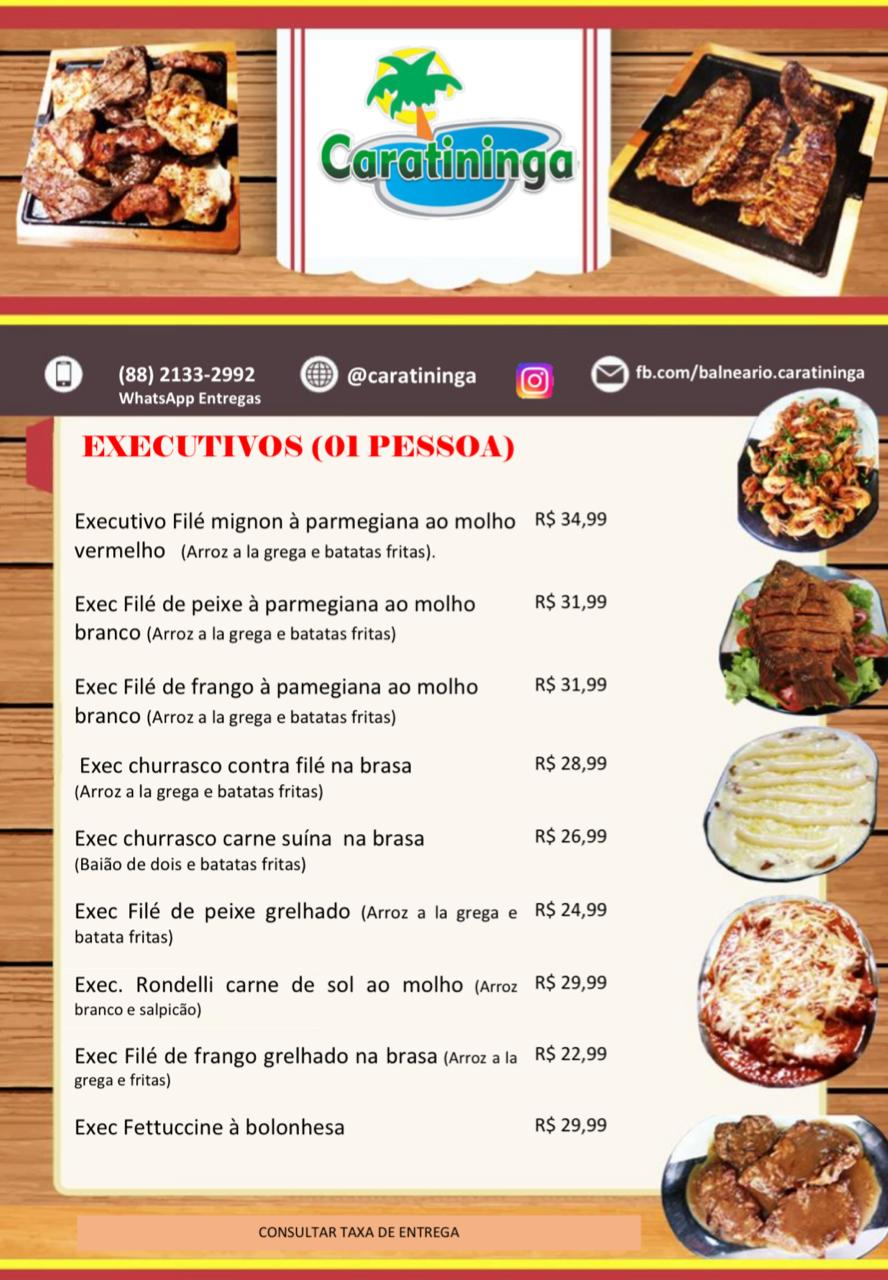 Caratininga
(88) 2133-2992
WhatsApp Entregas
@caratininga
fb.com/balneario.caratininga
EXECUTIVOS (01 PESSOA)
Executivo Filé mignon à parmegiana ao molho R$ 34,99
vermelho (Arroz a la grega e batatas fritas).
Exec Filé de peixe à parmegiana ao molho R$ 31,99
branco (Arroz a la grega e batatas fritas)
Exec Filé de frango à pamegiana ao molho R$ 31,99
branco (Arroz a la grega e batatas fritas)
Exec churrasco contra filé na brasa R$ 28,99
(Arroz a la grega e batatas fritas)
Exec churrasco carne suína na brasa R$ 26,99
(Baião de dois e batatas fritas)
Exec Filé de peixe grelhado (Arroz a la grega e R$ 24,99
batata fritas)
Exec. Rondelli carne de sol ao molho (Arroz R$ 29,99
branco e salpicão)
Exec Filé de frango grelhado na brasa (Arroz a la R$ 22,99
grega e fritas)
Exec Fettuccine à bolonhesa R$ 29,99
CONSULTAR TAXA DE ENTREGA